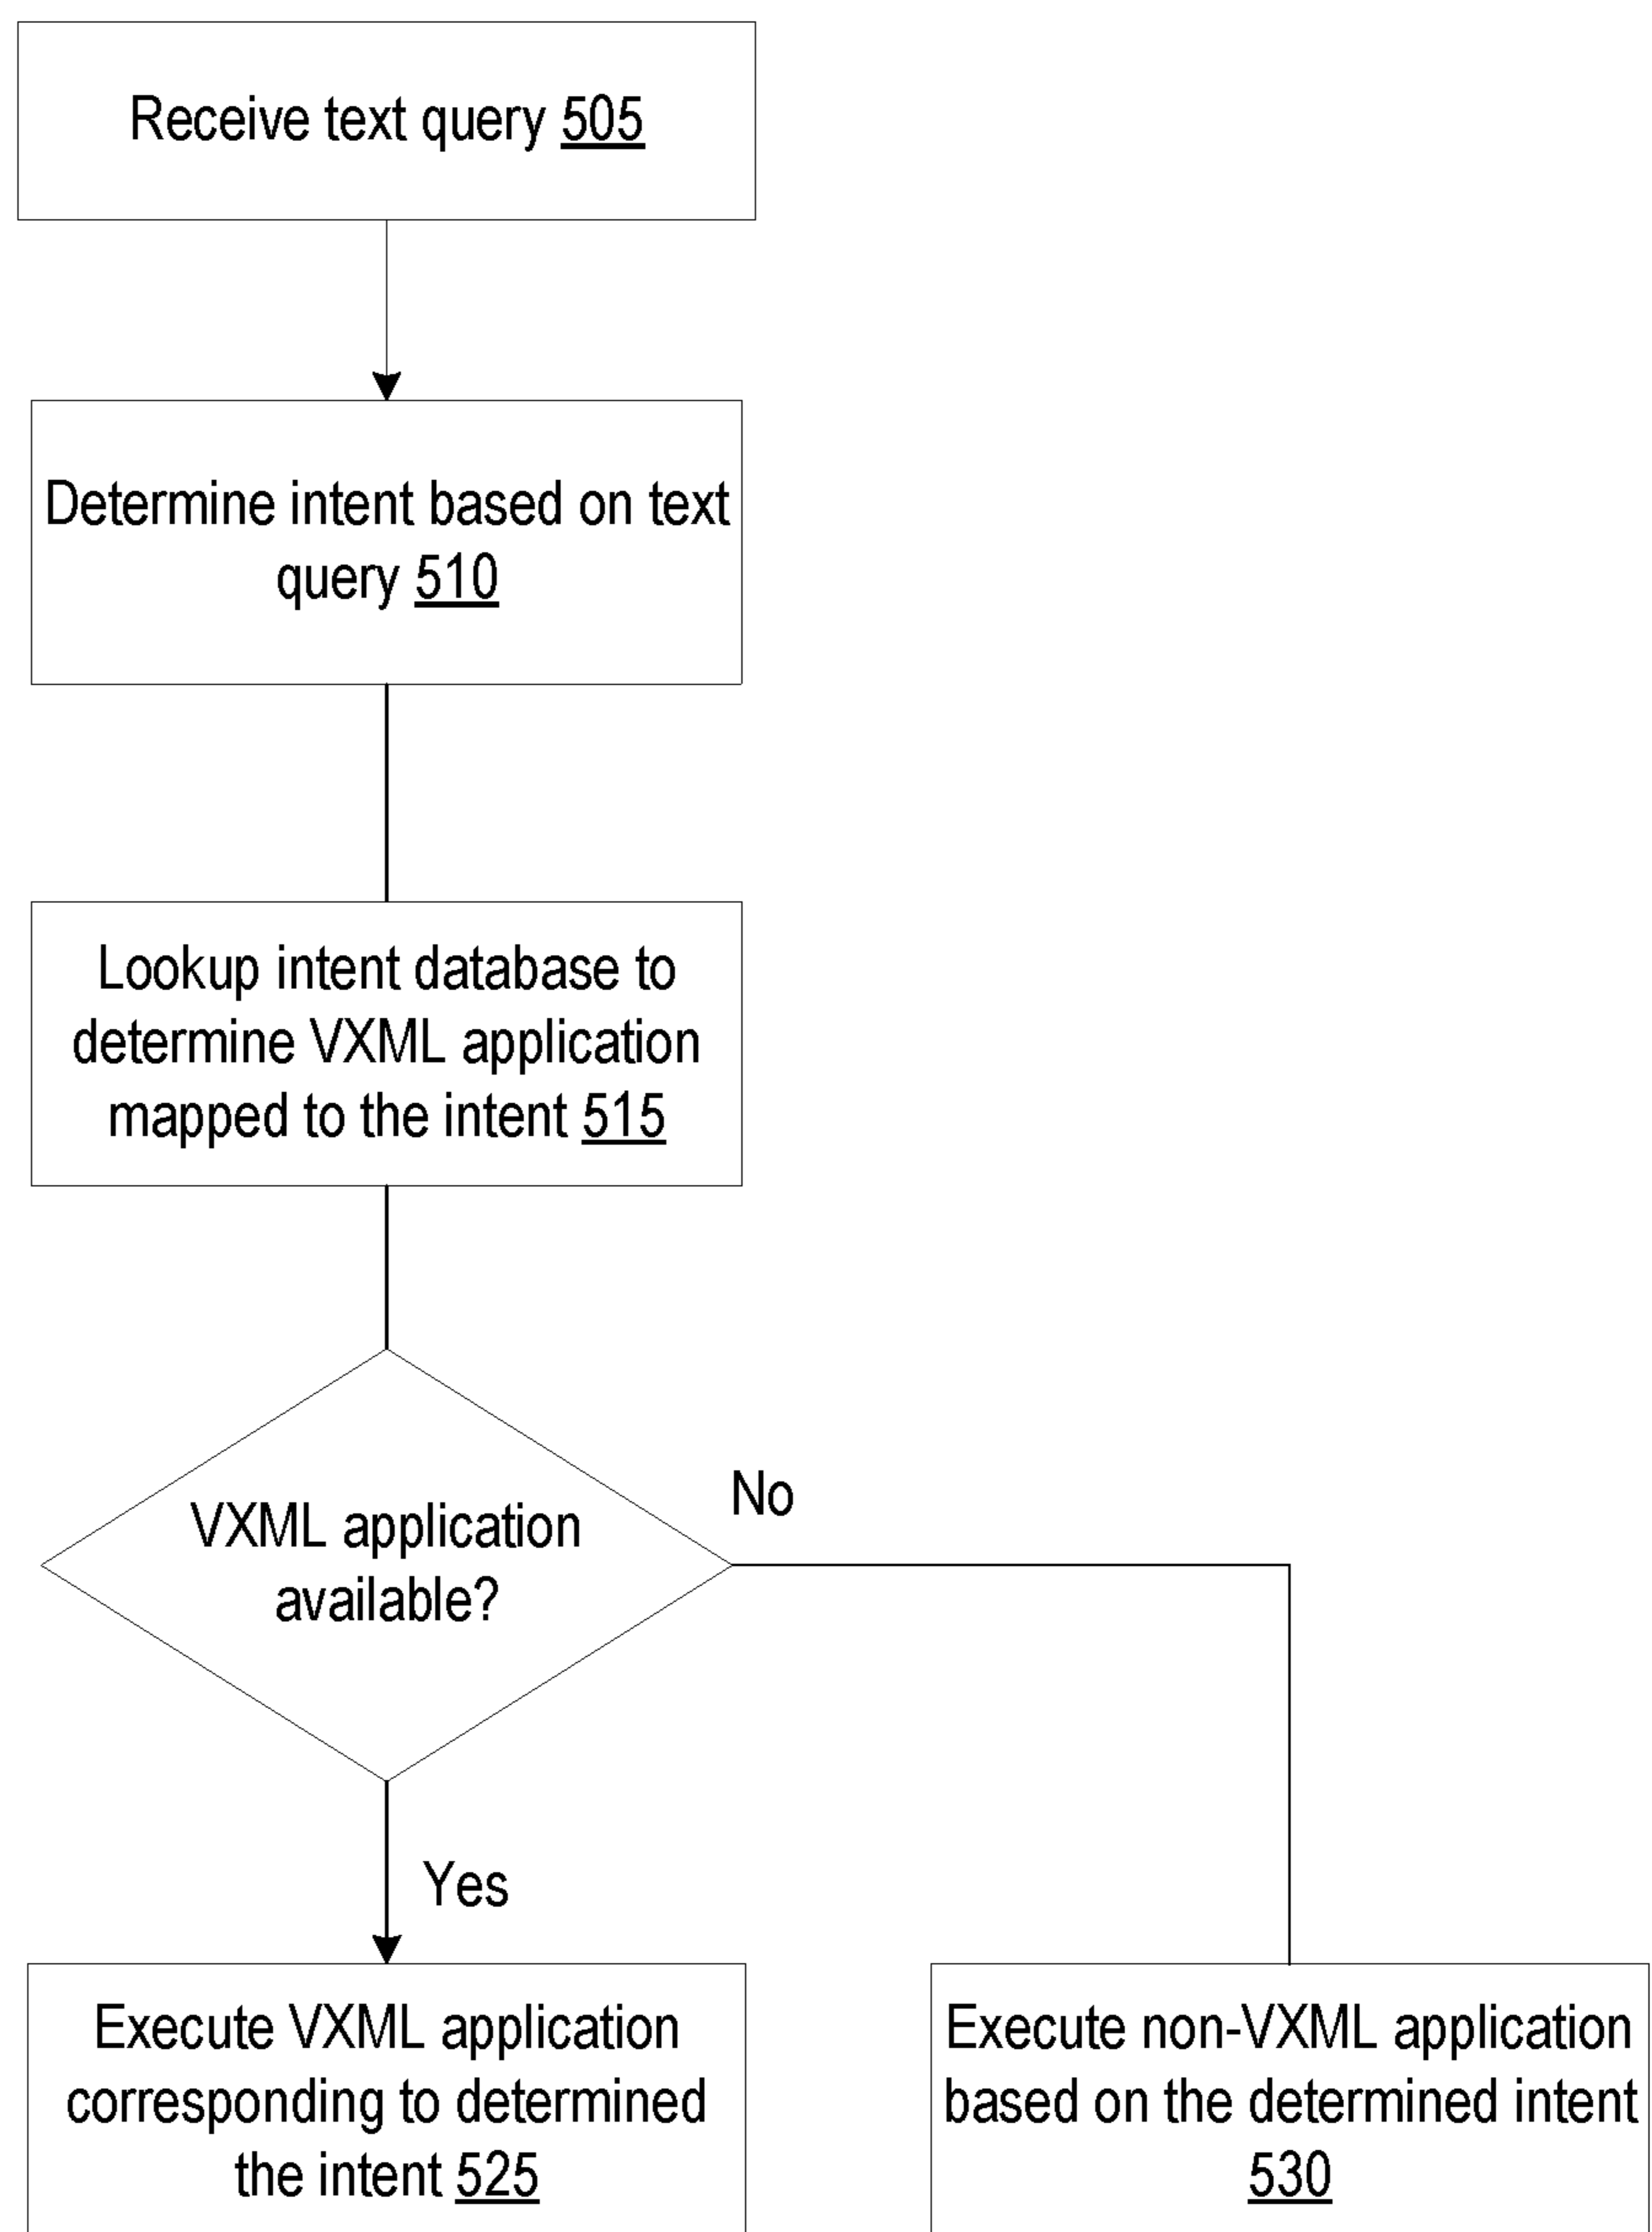 Receive text query 505
Determine intent based on text
query 510
Lookup intent database to
determine VXML application
mapped to the intent 515
VXML application
available?
No
Yes
Execute VXML application
corresponding to determined
the intent 525
Execute non-VXML application
based on the determined intent
530